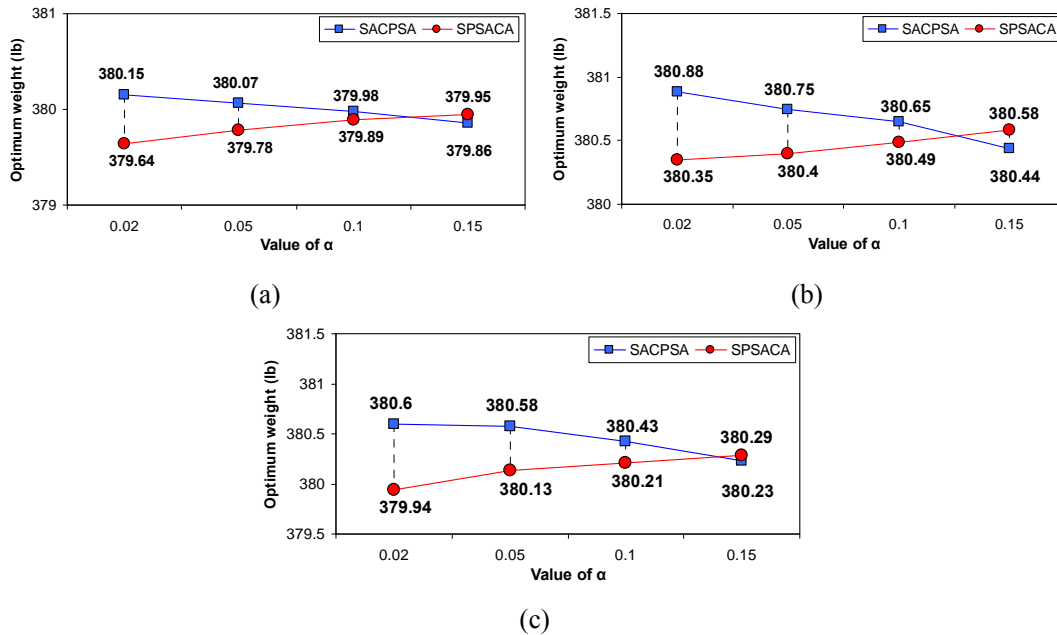 381
SACPSA SPSACA
380.15
380.07
379.98
379.95
380
379.64
379.78
379.89
379.86
379
0.02 0.05 0.1 0.15
Value of α
Optimum weight (lb)
(a)
381.5
SACPSA SPSACA
380.88
380.75
380.65
380.58
381
380.5
380.35
380.4
380.49
380.44
380
0.02 0.05 0.1 0.15
Value of α
Optimum weight (lb)
(b)
381.5
SACPSA SPSACA
381
380.6
380.58
380.43
380.29
380.5
380
379.94
380.13
380.21
380.23
379.5
0.02 0.05 0.1 0.15
Value of α
Optimum weight (lb)
(c)